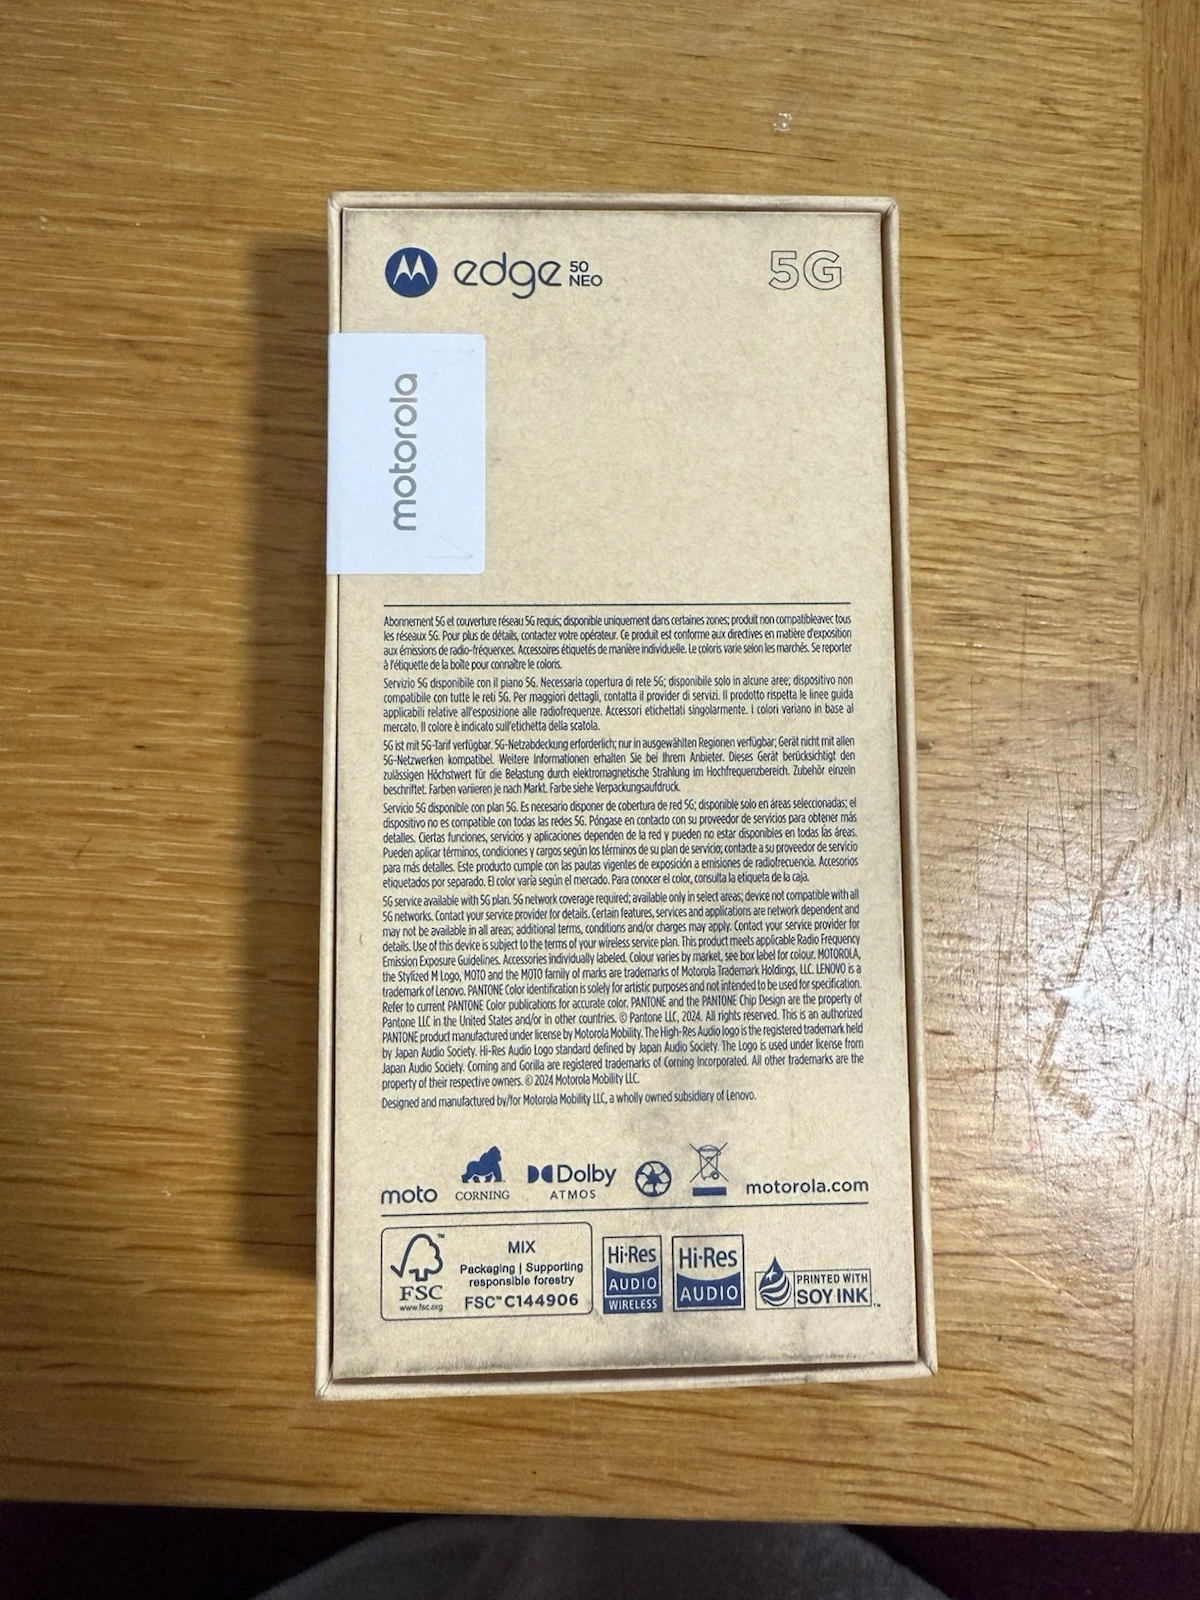 edge 50 NEO
5G
motorola
Abonnement 5G et couverture réseau 5G requis; disponible uniquement dans certaines zones; produit non compatibleavec tous
les réseaux 5G. Pour plus de détails, contactez votre opérateur. Ce produit est conforme aux directives en matière d'exposition
aux émissions de radio-fréquences. Accessoires étiquetés de manière individuelle. Le coloris varie selon les marchés. Se reporter
à l'étiquette de la boîte pour connaître le coloris.
Servizio 5G disponibile con il piano 5G. Necessaria copertura di rete 5G; disponibile solo in alcune aree; dispositivo non
compatibile con tutte le reti 5G. Per maggiori dettagli, contatta il provider di servizi. Il prodotto rispetta le linee guida
applicabili relative all'esposizione alle radiofrequenze. Accessori etichettati singolarmente. I colori variano in base al
mercato. Il colore è indicato sull'etichetta della scatola.
5G ist mit 5G-Tarif verfügbar. 5G-Netzabdeckung erforderlich; nur in ausgewählten Regionen verfügbar; Gerät nicht mit allen
5G-Netzwerken kompatibel. Weitere Informationen erhalten Sie bei Ihrem Anbieter. Dieses Gerät berücksichtigt den
zulässigen Höchstwert für die Belastung durch elektromagnetische Strahlung im Hochfrequenzbereich. Zubehör einzeln
beschriftet. Farben variieren je nach Markt. Farbe siehe Verpackungsaufdruck.
Servicio 5G disponible con plan 5G. Es necesario disponer de cobertura de red 5G; disponible solo en áreas seleccionadas; el
dispositivo no es compatible con todas las redes 5G. Póngase en contacto con su proveedor de servicios para obtener más
detalles. Ciertas funciones, servicios y aplicaciones dependen de la red y pueden no estar disponibles en todas las áreas.
Pueden aplicar términos, condiciones y cargos según los términos de su plan de servicio; contacte a su proveedor de servicio
para más detalles. Este producto cumple con las pautas vigentes de exposición a emisiones de radiofrecuencia. Accesorios
etiquetados por separado. El color varía según el mercado. Para conocer el color, consulta la etiqueta de la caja.
5G service available with 5G plan. 5G network coverage required; available only in select areas; device not compatible with all
5G networks. Contact your service provider for details. Certain features, services and applications are network dependent and
may not be available in all areas; additional terms, conditions and/or charges may apply. Contact your service provider for
details. Use of this device is subject to the terms of your wireless service plan. This product meets applicable Radio Frequency
Emission Exposure Guidelines. Accessories individually labeled. Colour varies by market, see box label for colour. MOTOROLA,
the Stylized M Logo, MOTO and the MOTO family of marks are trademarks of Motorola Trademark Holdings, LLC. LENOVO is a
trademark of Lenovo. PANTONE Color identification is solely for artistic purposes and not intended to be used for specification.
Refer to current PANTONE Color publications for accurate color. PANTONE and the PANTONE Chip Design are the property of
Pantone LLC in the United States and/or in other countries. © Pantone LLC, 2024. All rights reserved. This is an authorized
PANTONE product manufactured under license by Motorola Mobility. The High-Res Audio logo is the registered trademark held
by Japan Audio Society. Hi-Res Audio Logo standard defined by Japan Audio Society. The Logo is used under license from
Japan Audio Society. Corning and Gorilla are registered trademarks of Corning Incorporated. All other trademarks are the
property of their respective owners. © 2024 Motorola Mobility LLC.
Designed and manufactured by/for Motorola Mobility LLC, a wholly owned subsidiary of Lenovo.
moto
CORNING
Dolby
ATMOS
motorola.com
FSC
www.fsc.org
MIX
Packaging | Supporting
responsible forestry
FSC™ C144906
Hi-Res
AUDIO
WIRELESS
Hi-Res
AUDIO
PRINTED WITH
SOY INK™